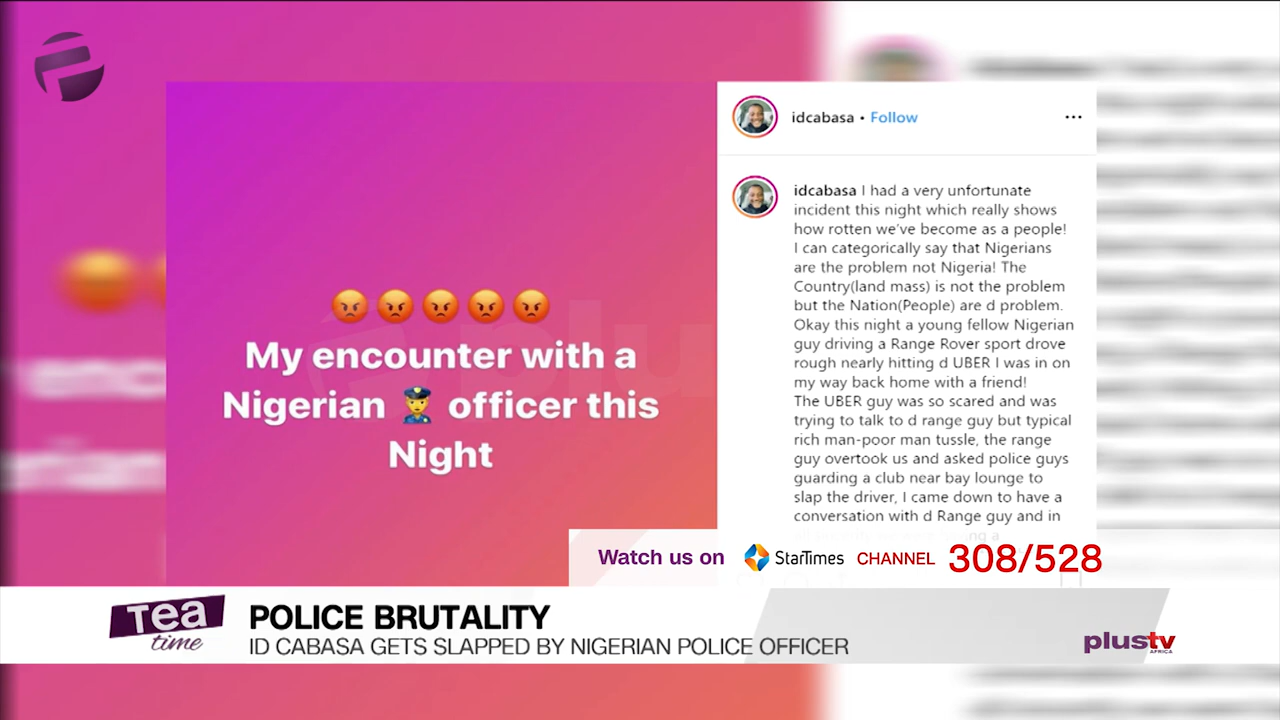 My encounter with a
Nigerian 👮 officer this
Night
idcabasa • Follow
idcabasa I had a very unfortunate
incident this night which really shows
how rotten we've become as a people!
I can categorically say that Nigerians
are the problem not Nigeria! The
Country(land mass) is not the problem
but the Nation(People) are d problem.
Okay this night a young fellow Nigerian
guy driving a Range Rover sport drove
rough nearly hitting d UBER I was in on
my way back home with a friend!
The UBER guy was so scared and was
trying to talk to d range guy but typical
rich man-poor man tussle, the range
guy overtook us and asked police guys
guarding a club near bay lounge to
slap the driver, I came down to have a
conversation with d Range guy and in
Watch us on StarTimes CHANNEL 308/528
Tea
time
POLICE BRUTALITY
ID CABASA GETS SLAPPED BY NIGERIAN POLICE OFFICER
plustv
AFRICA